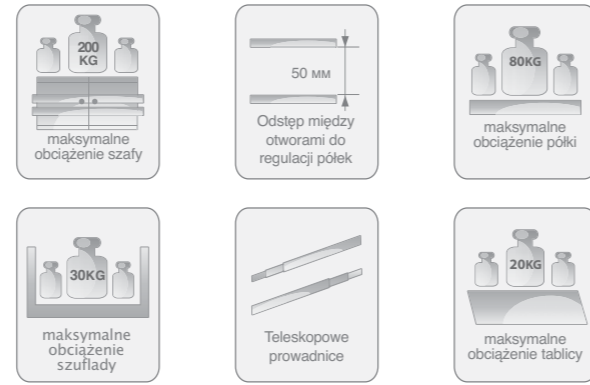 200
KG
maksymalne
obciążenie szafy
50 мм
Odstęp między
otworami do
regulacji półek
80KG
maksymalne
obciążenie półki
30KG
maksymalne
obciążenie
szuflady
Teleskopowe
prowadnice
20KG
maksymalne
obciążenie tablicy